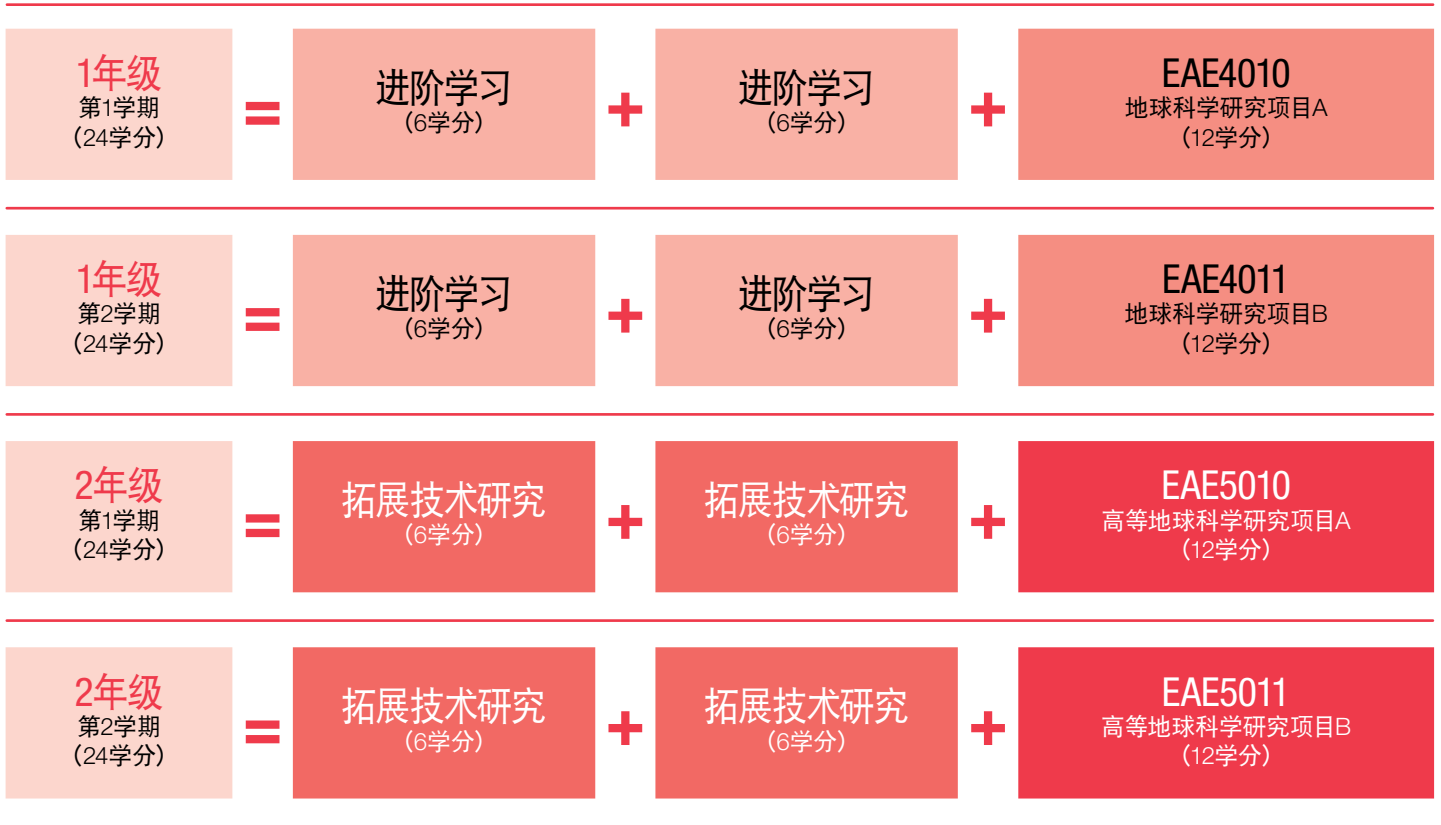 1年级
第1学期
（24学分）
=
进阶学习
（6学分）
+
进阶学习
（6学分）
+
EAE4010
地球科学研究项目A
（12学分）
1年级
第2学期
（24学分）
=
进阶学习
（6学分）
+
进阶学习
（6学分）
+
EAE4011
地球科学研究项目B
（12学分）
2年级
第1学期
（24学分）
=
拓展技术研究
（6学分）
+
拓展技术研究
（6学分）
+
EAE5010
高等地球科学研究项目A
（12学分）
2年级
第2学期
（24学分）
=
拓展技术研究
（6学分）
+
拓展技术研究
（6学分）
+
EAE5011
高等地球科学研究项目B
（12学分）